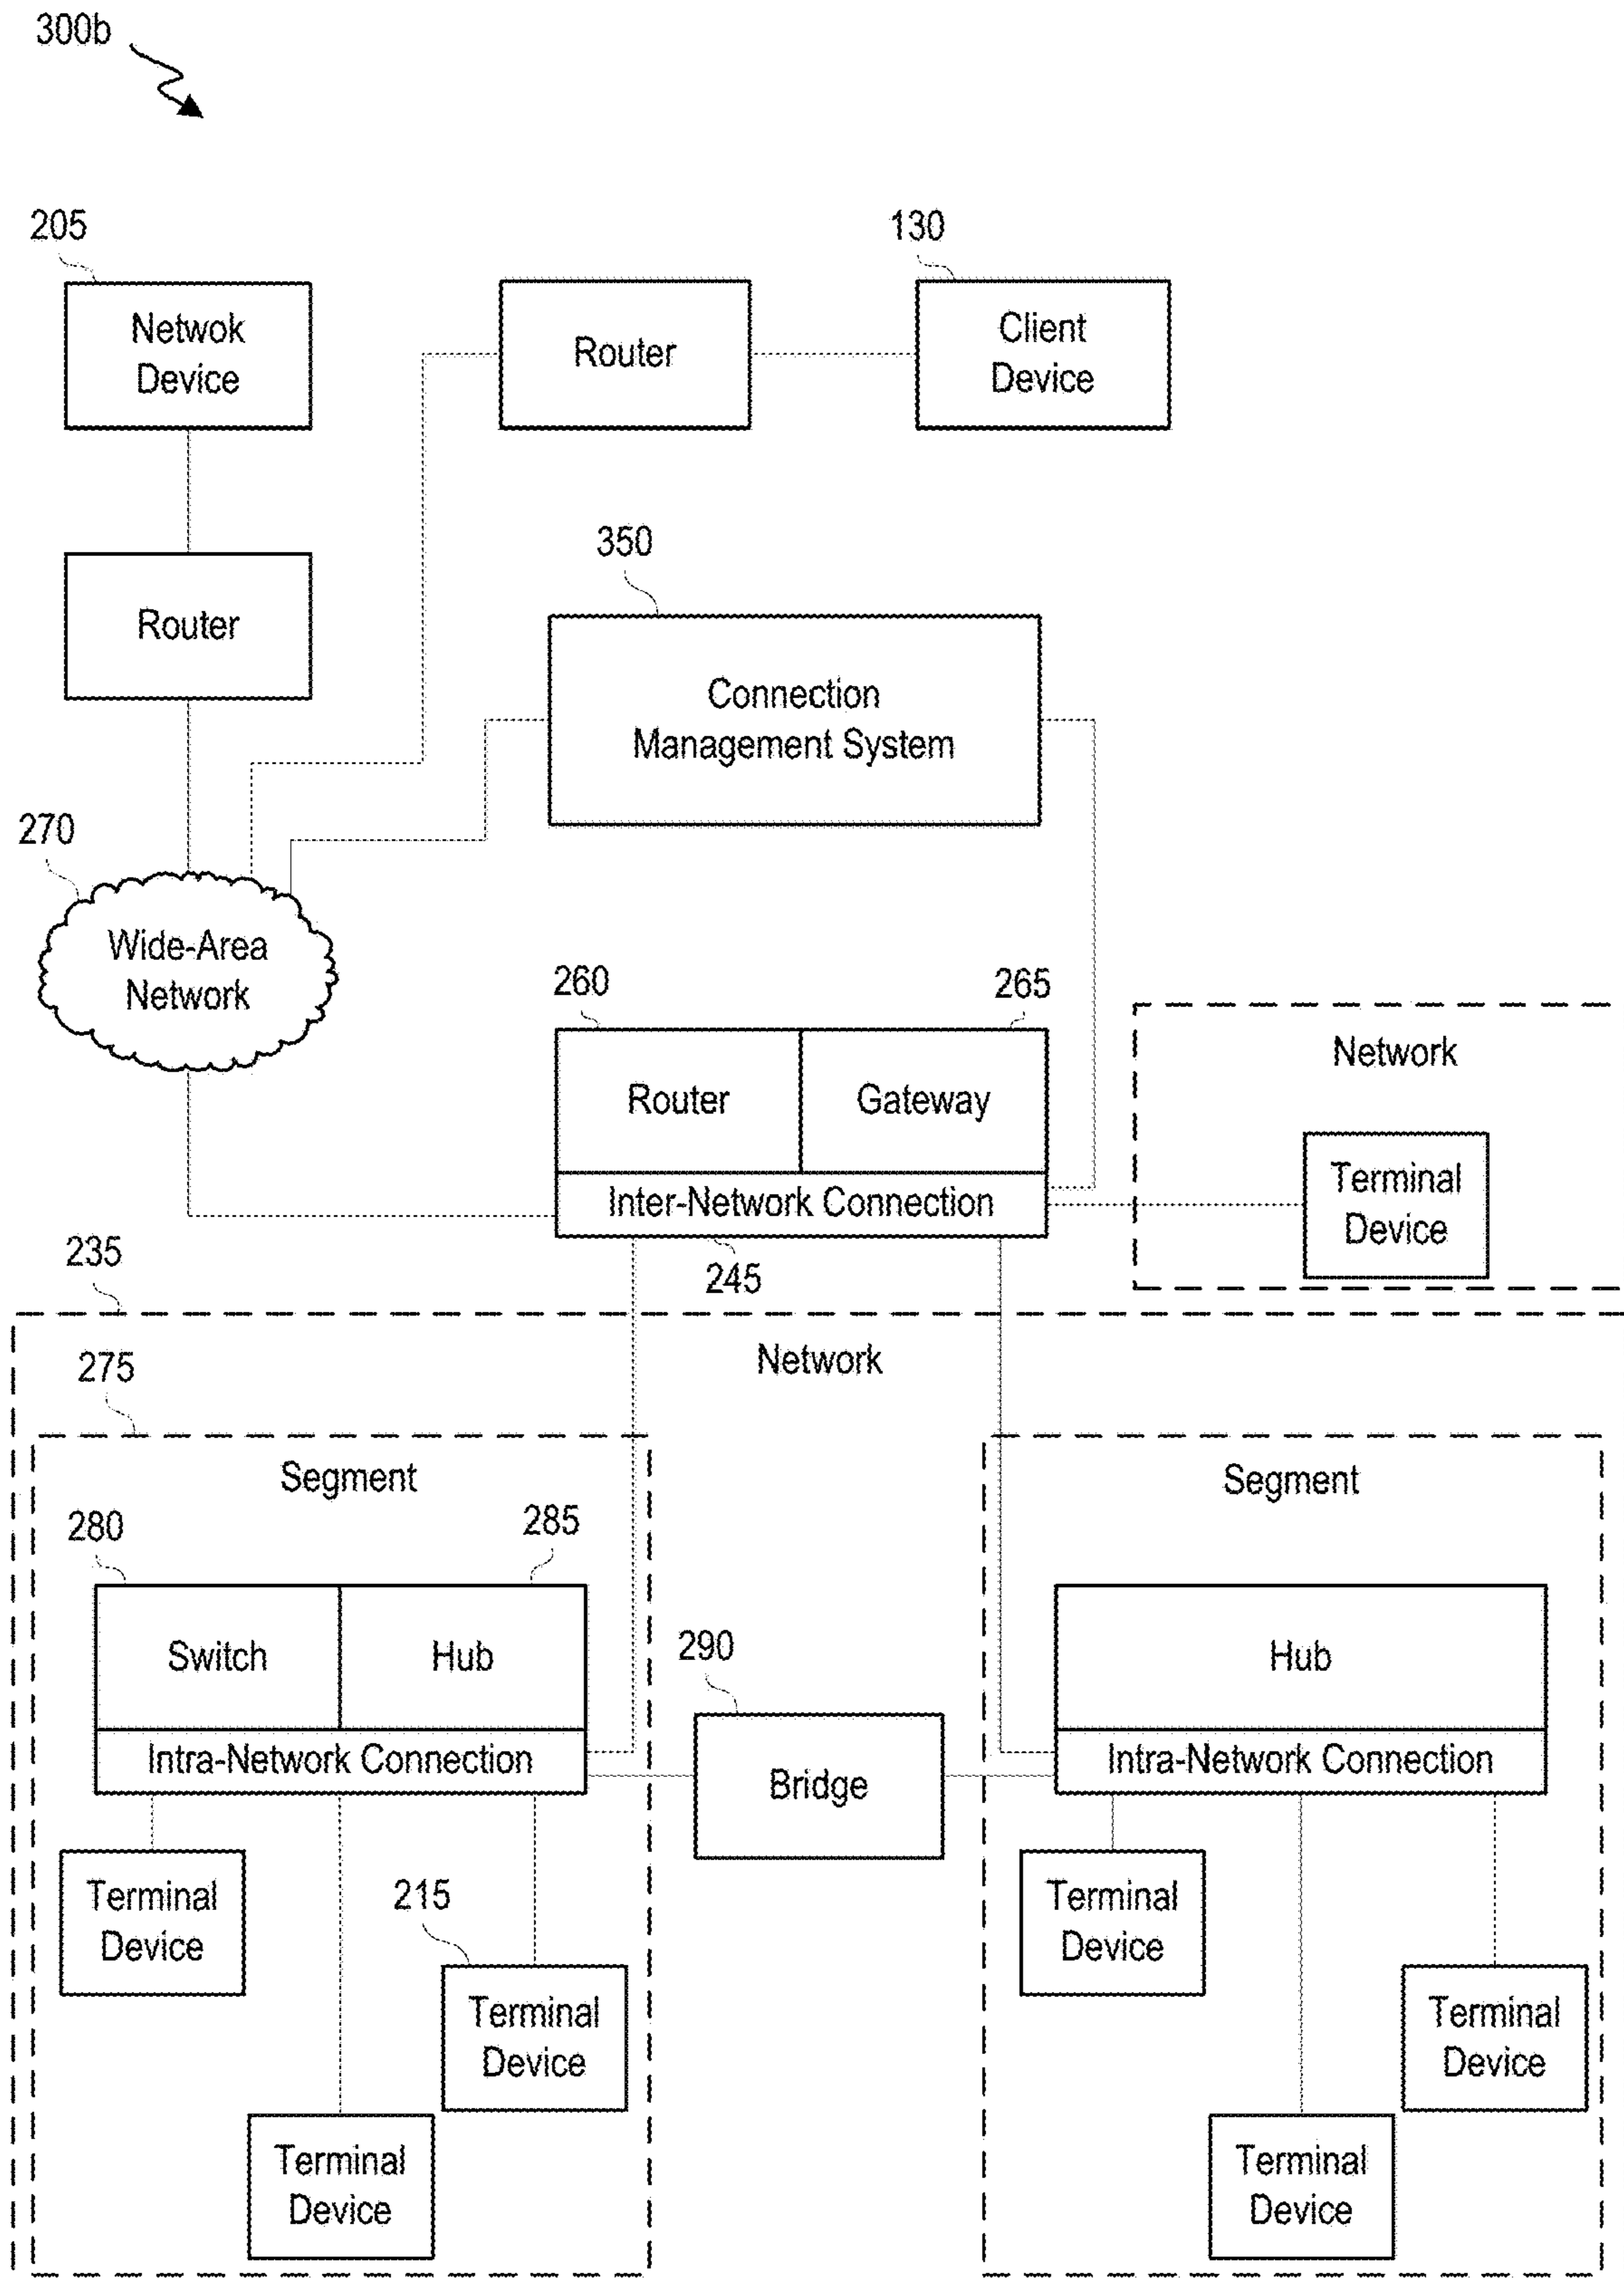 300b
205
130
Netwok
Device
Router
Client
Device
350
Router
Connection
Management System
270
Wide-Area
Network
260
265
Router
Gateway
Inter-Network Connection
245
Network
Terminal
Device
235
Network
275
Segment
Segment
280
285
Switch
Hub
Intra-Network Connection
290
Bridge
Hub
Intra-Network Connection
Terminal
Device
215
Terminal
Device
Terminal
Device
Terminal
Device
Terminal
Device
Terminal
Device